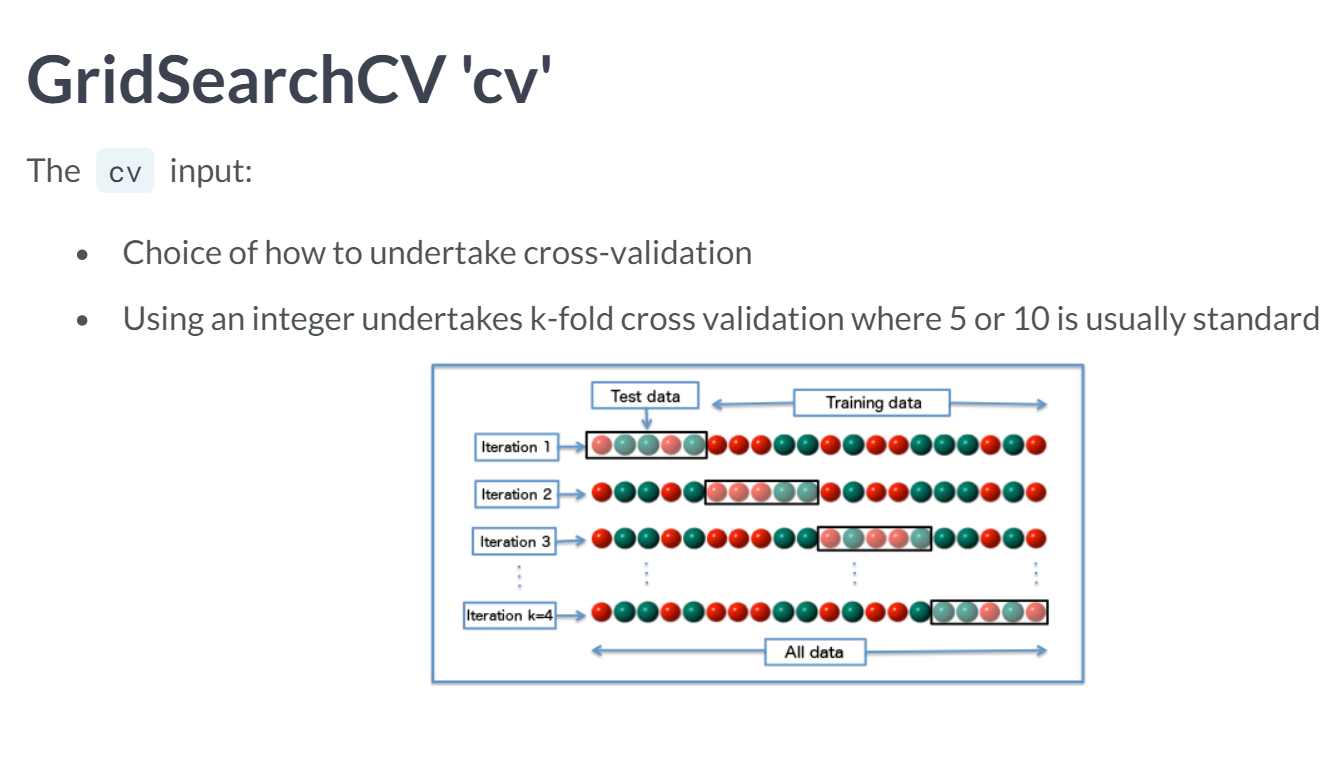 GridSearchCV 'cv'
The cv input:
Choice of how to undertake cross-validation
Using an integer undertakes k-fold cross validation where 5 or 10 is usually standard
Test data
Training data
Iteration 1
Iteration 2
Iteration 3
Iteration k=4
All data